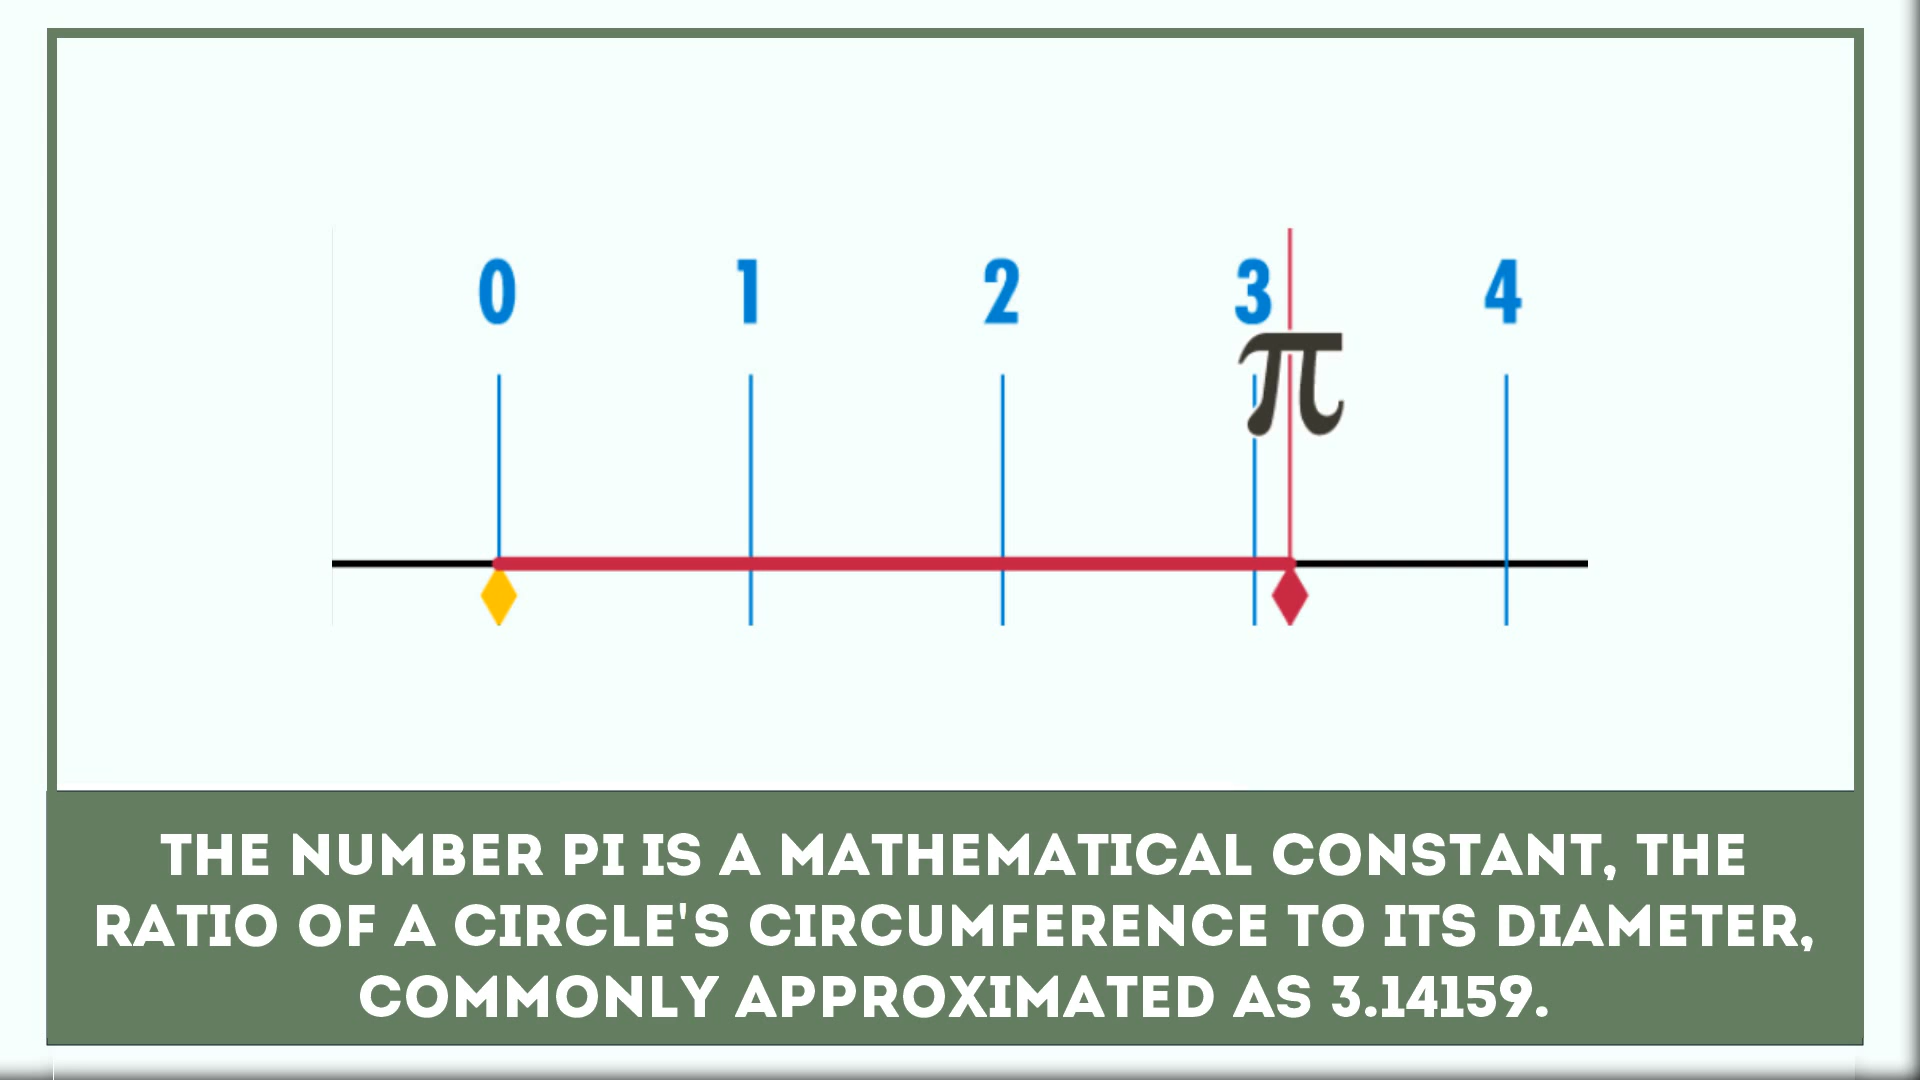 0 1 2 3 4
π
THE NUMBER PI IS A MATHEMATICAL CONSTANT, THE
RATIO OF A CIRCLE'S CIRCUMFERENCE TO ITS DIAMETER,
COMMONLY APPROXIMATED AS 3.14159.